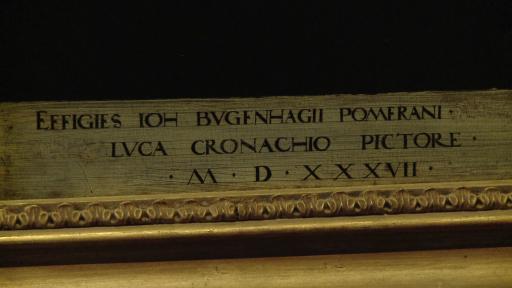 EFFIGIES IOH BVGENHAGII POMERANI ·
LVCA CRONACHIO PICTORE ·
· M · D · XXXVII ·